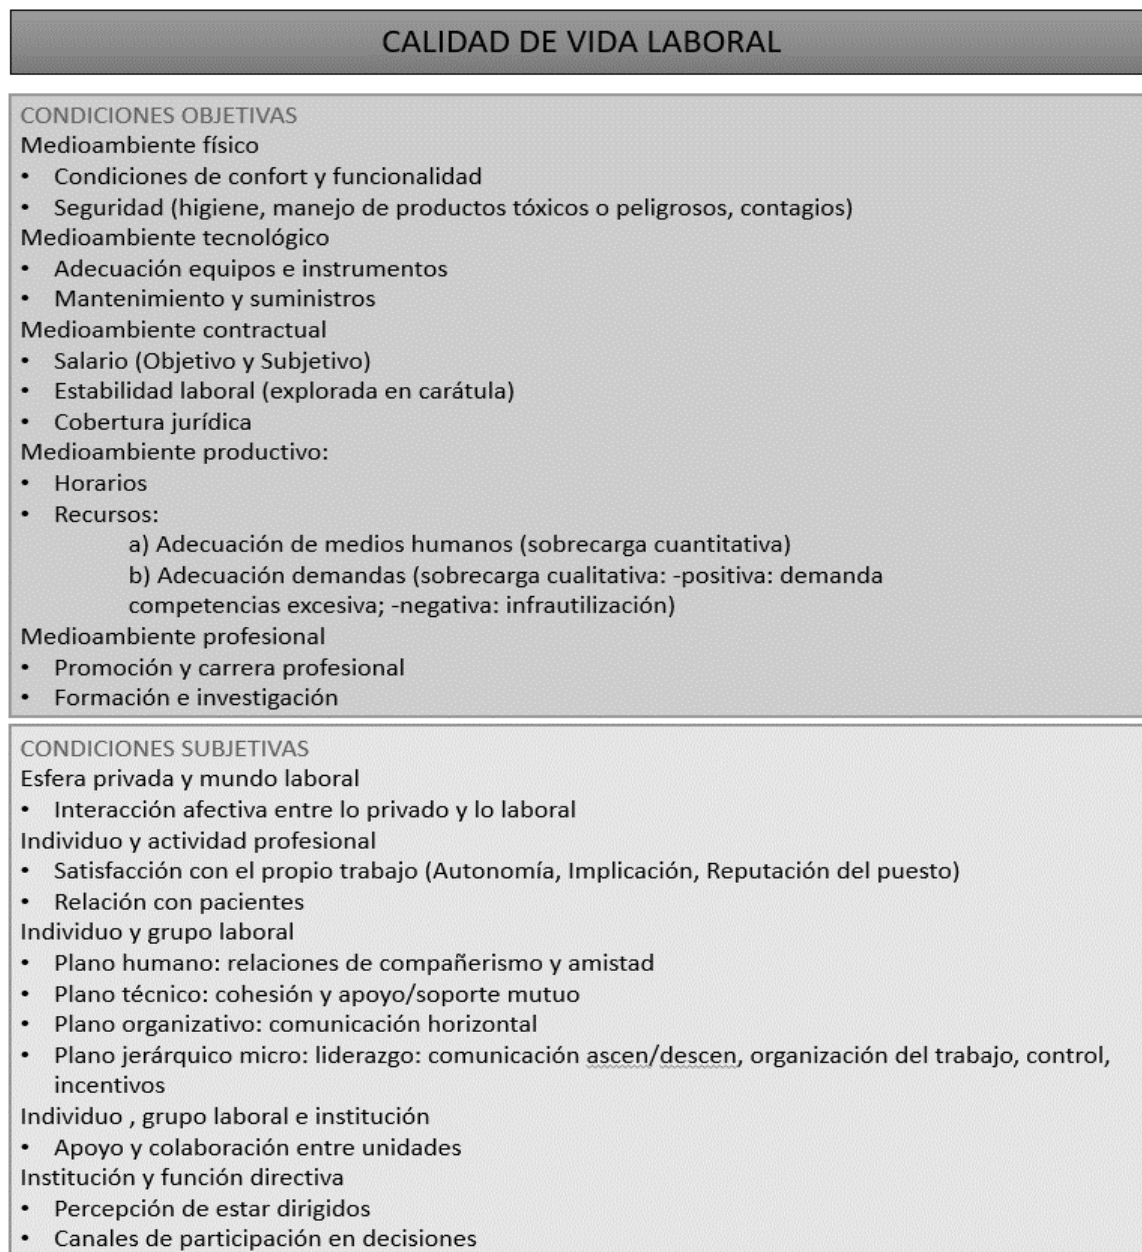 CALIDAD DE VIDA LABORAL
CONDICIONES OBJETIVAS
Medioambiente físico
• Condiciones de confort y funcionalidad
• Seguridad (higiene, manejo de productos tóxicos o peligrosos, contagios)
Medioambiente tecnológico
• Adecuación equipos e instrumentos
• Mantenimiento y suministros
Medioambiente contractual
• Salario (Objetivo y Subjetivo)
• Estabilidad laboral (explorada en carátula)
• Cobertura jurídica
Medioambiente productivo:
• Horarios
• Recursos:
a) Adecuación de medios humanos (sobrecarga cuantitativa)
b) Adecuación demandas (sobrecarga cualitativa: -positiva: demanda
competencias excesiva; -negativa: infrautilización)
Medioambiente profesional
• Promoción y carrera profesional
• Formación e investigación
CONDICIONES SUBJETIVAS
Esfera privada y mundo laboral
• Interacción afectiva entre lo privado y lo laboral
Individuo y actividad profesional
• Satisfacción con el propio trabajo (Autonomía, Implicación, Reputación del puesto)
• Relación con pacientes
Individuo y grupo laboral
• Plano humano: relaciones de compañerismo y amistad
• Plano técnico: cohesión y apoyo/soporte mutuo
• Plano organizativo: comunicación horizontal
• Plano jerárquico micro: liderazgo: comunicación ascen/descen, organización del trabajo, control,
incentivos
Individuo , grupo laboral e institución
• Apoyo y colaboración entre unidades
Institución y función directiva
• Percepción de estar dirigidos
• Canales de participación en decisiones